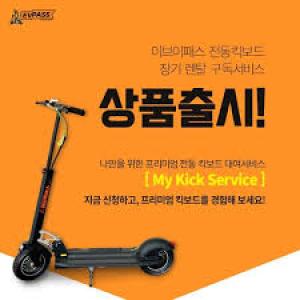 EVPASS
이브이패스 전동킥보드
장기 렌탈 구독서비스
상품출시!
나만을 위한 프리미엄 전동 킥보드 대여서비스
[ My Kick Service ]
지금 신청하고, 프리미엄 킥보드를 경험해 보세요!